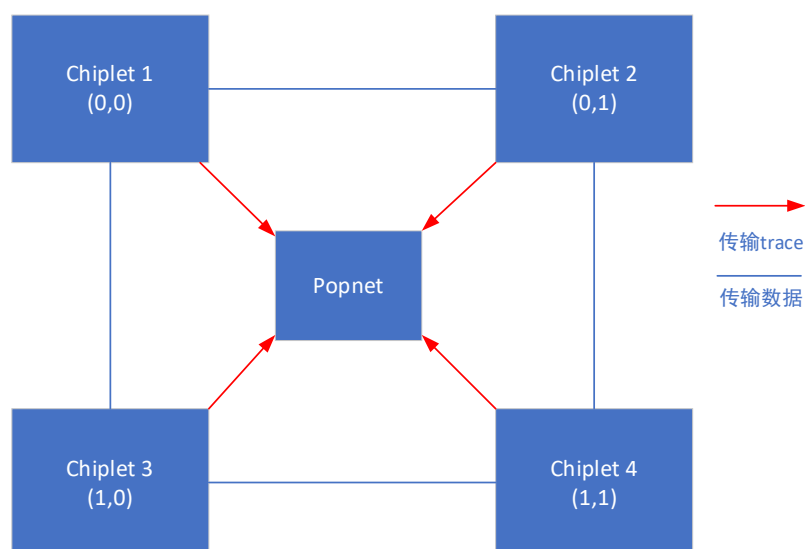 Chiplet 1
(0,0)
Chiplet 2
(0,1)
Popnet
传输trace
传输数据
Chiplet 3
(1,0)
Chiplet 4
(1,1)